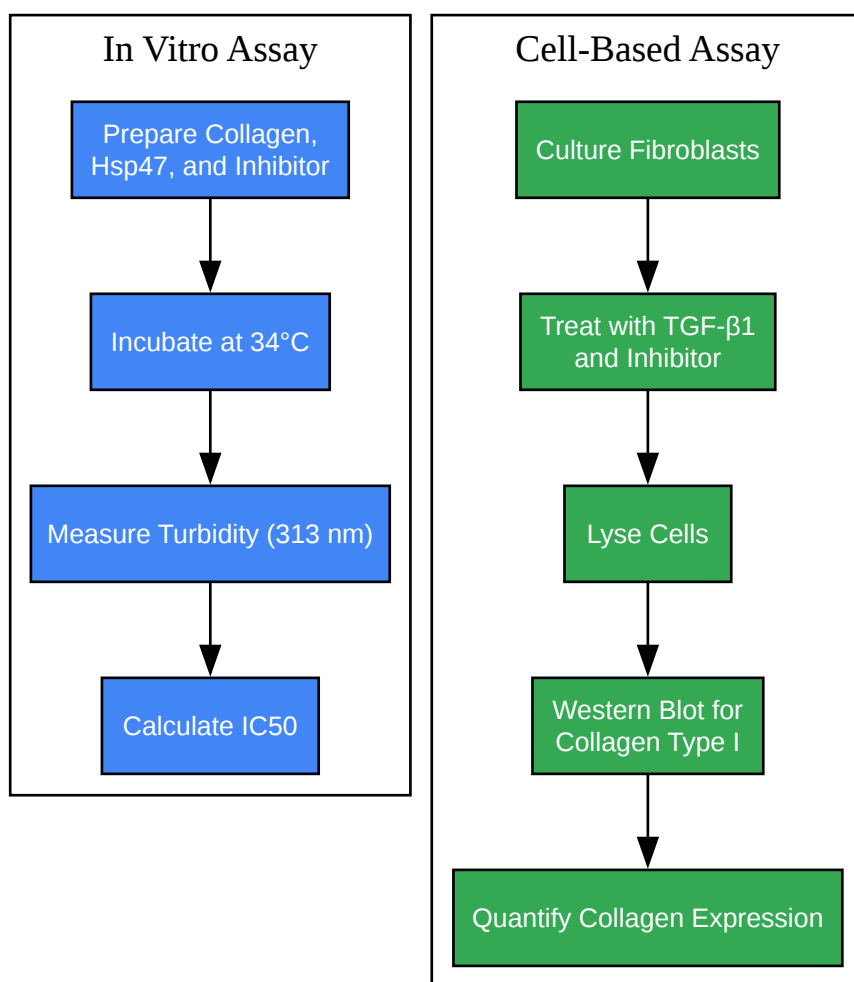 In Vitro Assay
Prepare Collagen,
Hsp47, and Inhibitor
Incubate at 34°C
Measure Turbidity (313 nm)
Calculate IC50
Cell-Based Assay
Culture Fibroblasts
Treat with TGF-β1
and Inhibitor
Lyse Cells
Western Blot for
Collagen Type I
Quantify Collagen Expression